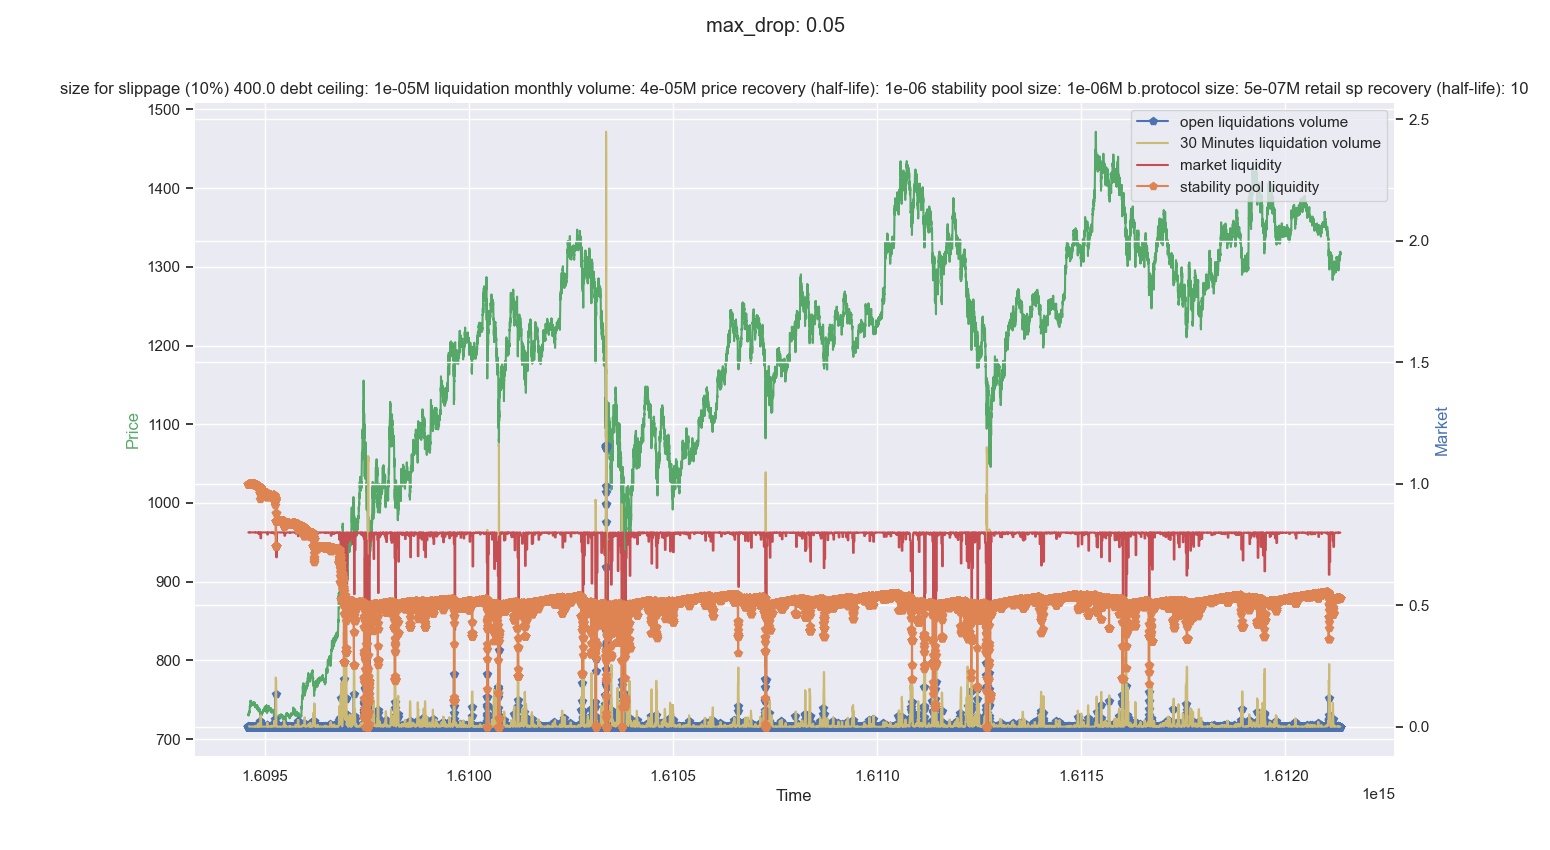 max_drop: 0.05
size for slippage (10%) 400.0 debt ceiling: 1e-05M liquidation monthly volume: 4e-05M price recovery (half-life): 1e-06 stability pool size: 1e-06M b.protocol size: 5e-07M retail sp recovery (half-life): 10
open liquidations volume
30 Minutes liquidation volume
market liquidity
stability pool liquidity
Price
1500
1400
1300
1200
1100
1000
900
800
700
2.5
2.0
1.5
1.0
0.5
0.0
Market
1.6095
1.6100
1.6105
1.6110
1.6115
1.6120
1e15
Time